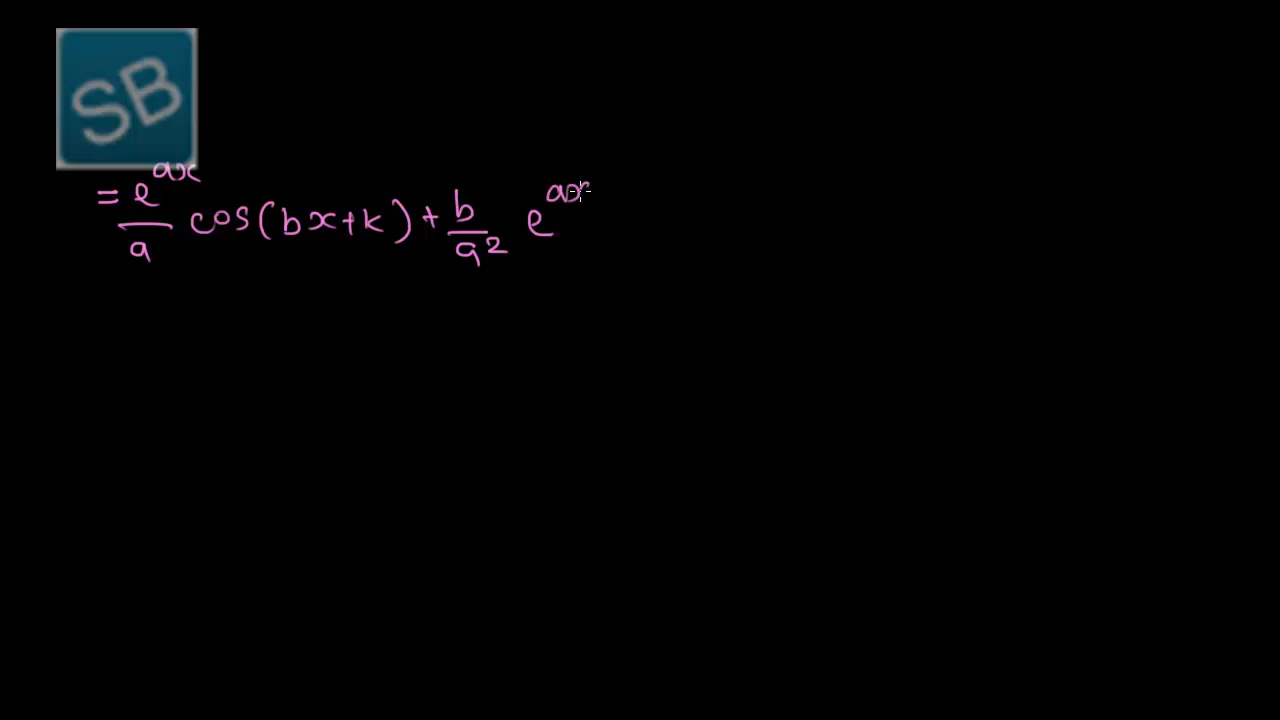 SB
= e^{ax}/a cos(bx+k) + b/a² e^{ax}